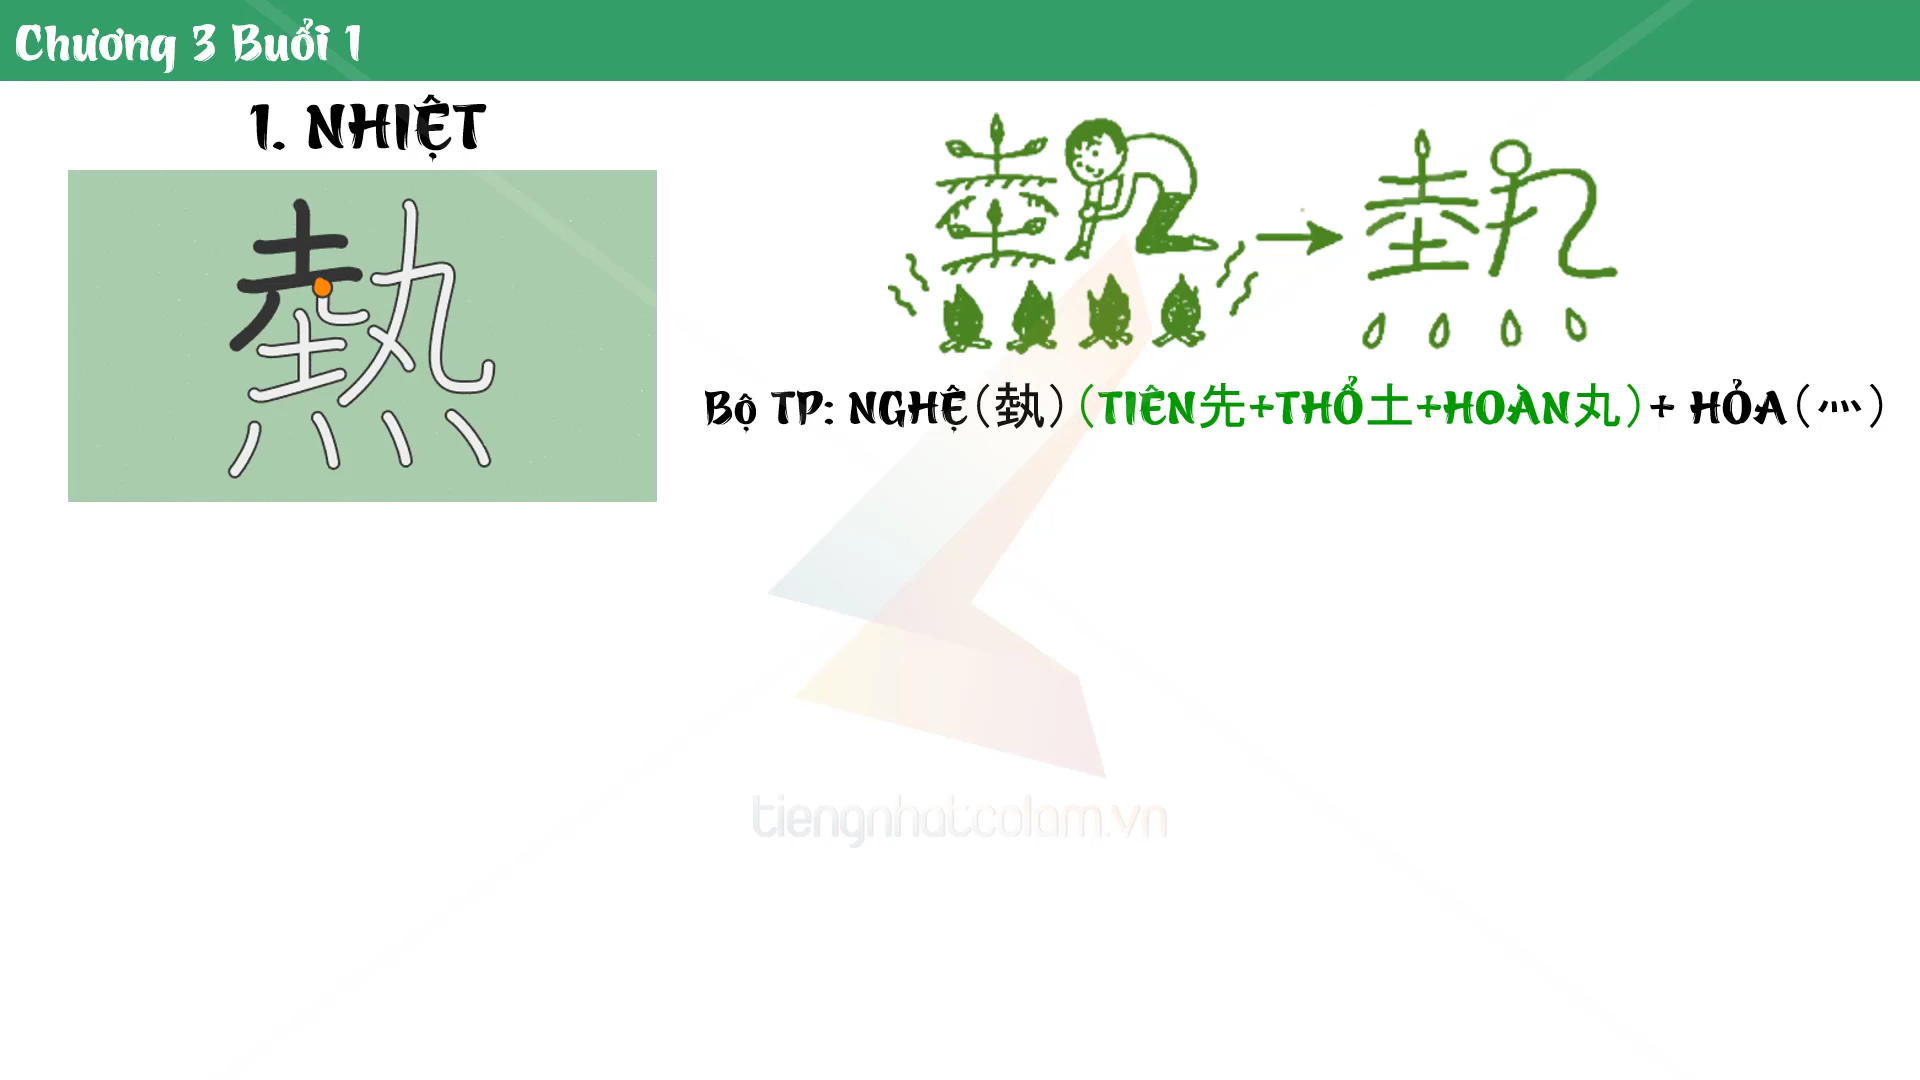 Chương 3 Buổi 1
1. NHIỆT
熱
Bộ TP: NGHỆ(埶)(TIÊN先+THỔ土+HOÀN丸)+ HỎA(灬)
tiengnhatcolam.vn